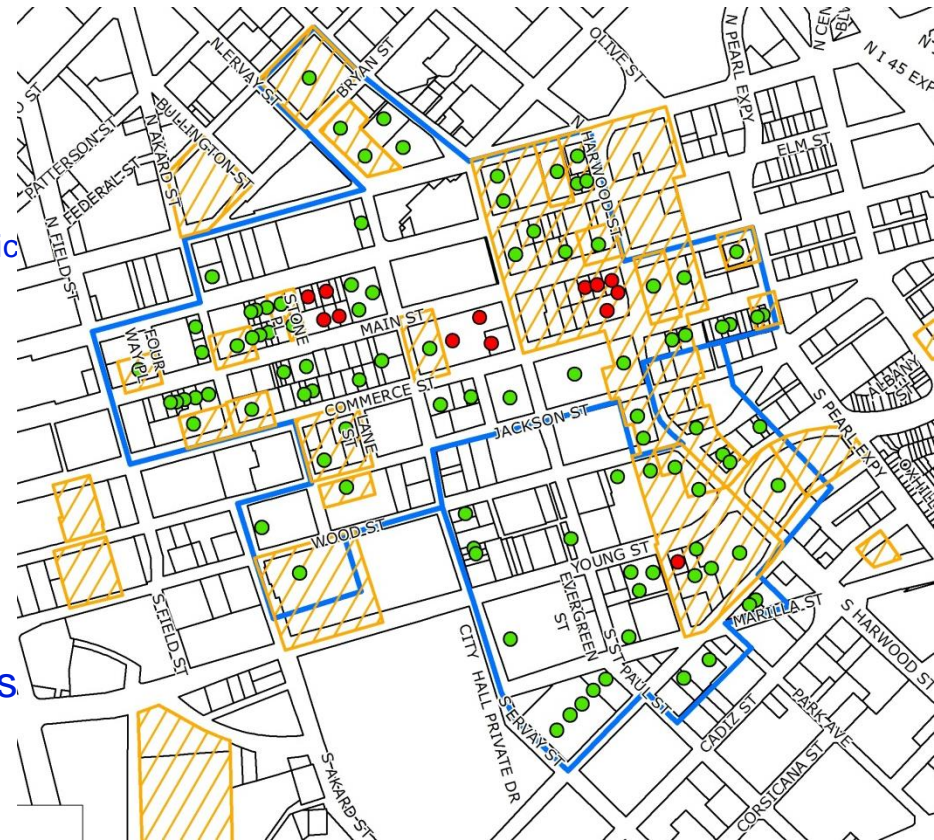 N ERVAY ST
BRYAN ST
OLIVE ST
N PEARL EXPY
N I 45 EXP
PATTERSON ST
BULLINGTON ST
N AKARD ST
FEDERAL ST
N HARWOOD ST
ELM ST
N FIELD ST
ic
STONE PL
MAIN ST
FOUR WAY PL
COMMERCE ST
LANE ST
JACKSON ST
ALBANY
S PEARL EXPY
WOOD ST
YOUNG ST
EVERGREEN ST
S FIELD ST
MARILLA ST
S HARWOOD ST
CITY HALL PRIVATE DR
S ST PAUL ST
s
S ERVAY ST
PARK AVE
CADIZ ST
CORSICANA ST
S AKARD ST